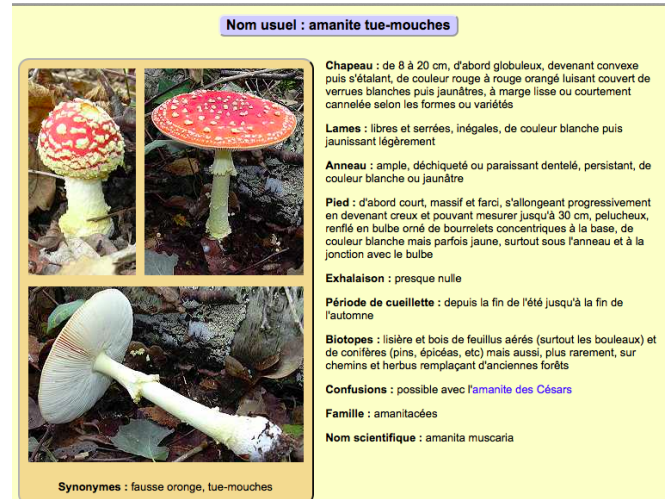 Nom usuel : amanite tue-mouches
Chapeau : de 8 à 20 cm, d'abord globuleux, devenant convexe
puis s'étalant, de couleur rouge à rouge orangé luisant couvert de
verrues blanches puis jaunâtres, à marge lisse ou courtement
cannelée selon les formes ou variétés
Lames : libres et serrées, inégales, de couleur blanche puis
jaunissant légèrement
Anneau : ample, déchiqueté ou paraissant dentelé, persistant, de
couleur blanche ou jaunâtre
Pied : d'abord court, massif et farci, s'allongeant progressivement
en devenant creux et pouvant mesurer jusqu'à 30 cm, pelucheux,
renflé en bulbe orné de bourrelets concentriques à la base, de
couleur blanche mais parfois jaune, surtout sous l'anneau et à la
jonction avec le bulbe
Exhalaison : presque nulle
Période de cueillette : depuis la fin de l'été jusqu'à la fin de
l'automne
Biotopes : lisière et bois de feuillus aérés (surtout les bouleaux) et
de conifères (pins, épicéas, etc) mais aussi, plus rarement, sur
chemins et herbus remplaçant d'anciennes forêts
Confusions : possible avec l'amanite des Césars
Famille : amanitacées
Nom scientifique : amanita muscaria
Synonymes : fausse oronge, tue-mouches